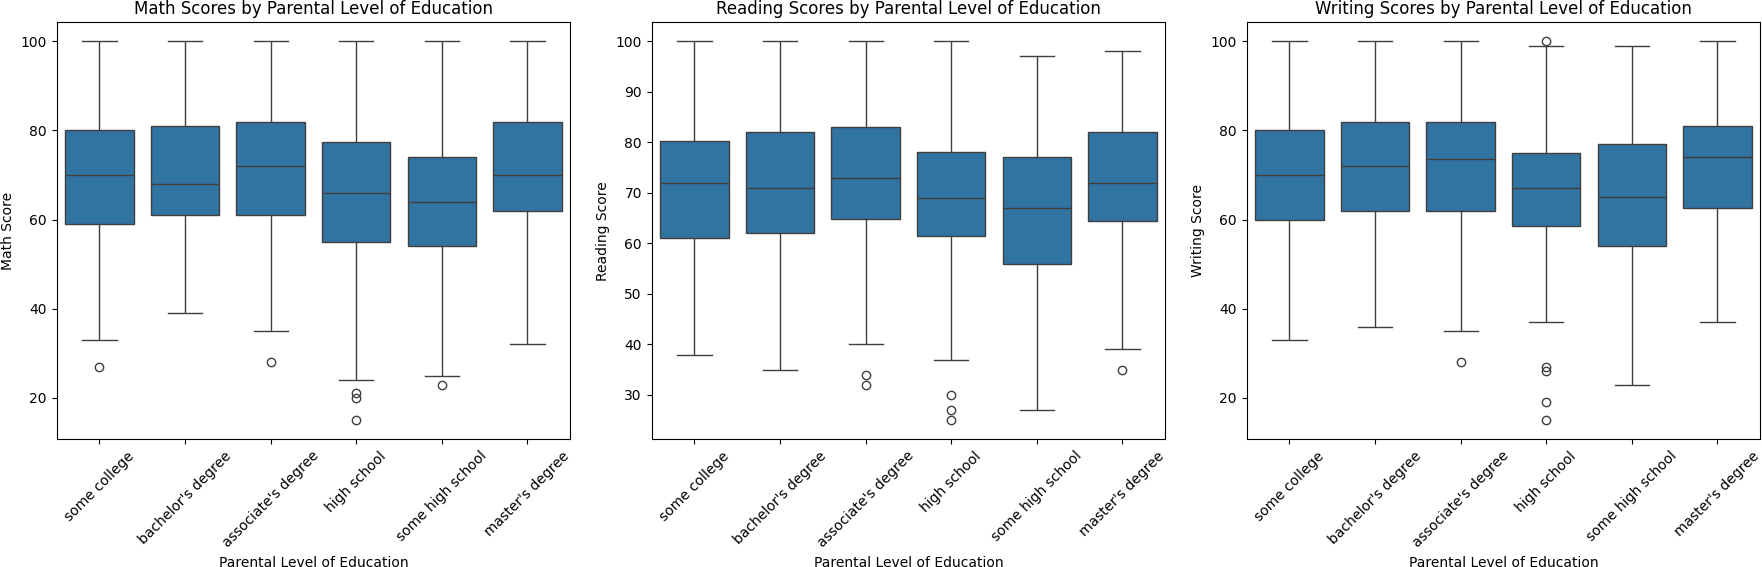 Math Scores by Parental Level of Education
Math Score
100
80
60
40
20
some college
bachelor's degree
associate's degree
high school
some high school
master's degree
Parental Level of Education
Reading Scores by Parental Level of Education
Reading Score
100
90
80
70
60
50
40
30
some college
bachelor's degree
associate's degree
high school
some high school
master's degree
Parental Level of Education
Writing Scores by Parental Level of Education
Writing Score
100
80
60
40
20
some college
bachelor's degree
associate's degree
high school
some high school
master's degree
Parental Level of Education